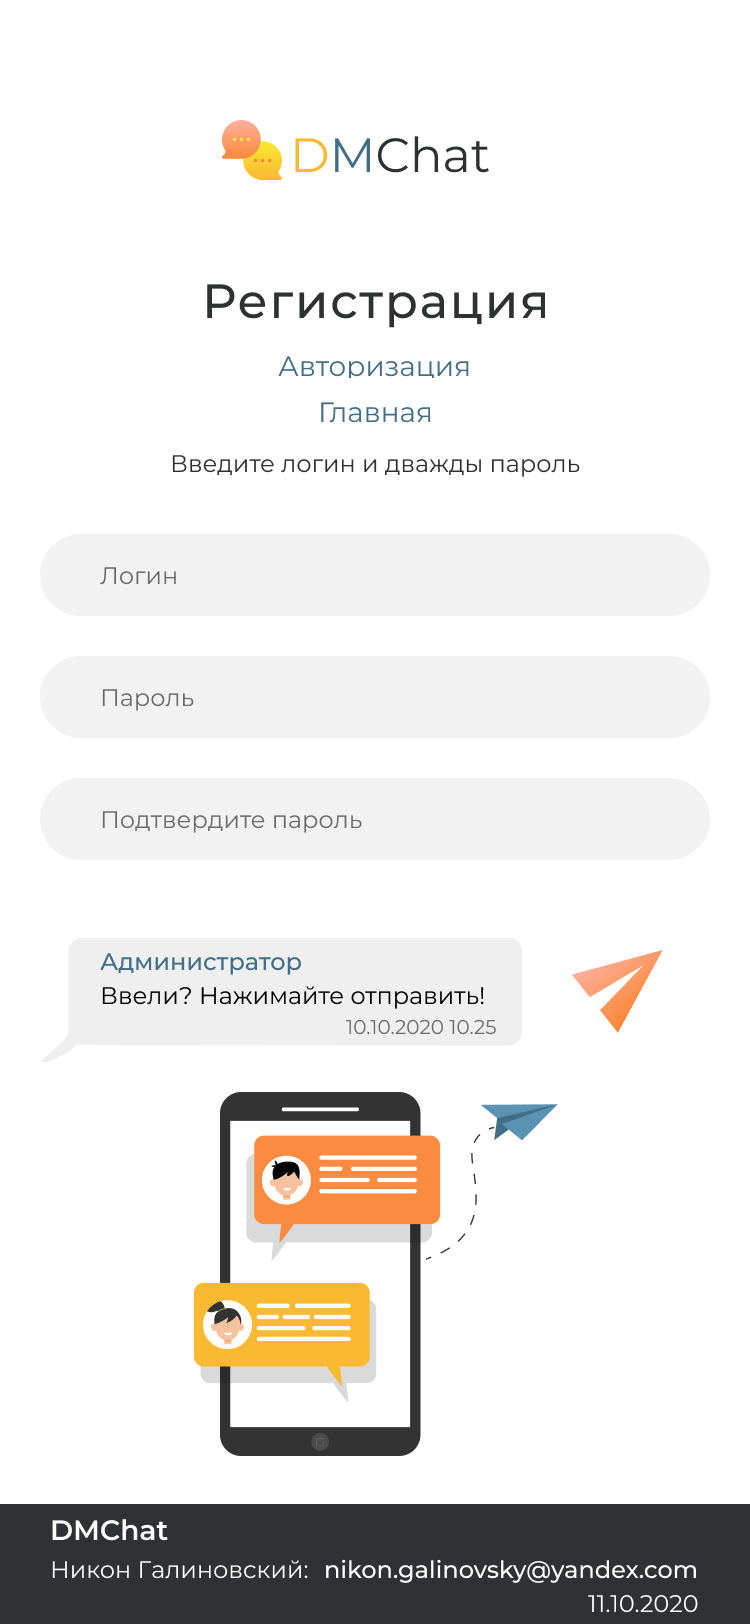 DMChat
Регистрация
Авторизация
Главная
Введите логин и дважды пароль
Логин
Пароль
Подтвердите пароль
Администратор
Ввели? Нажимайте отправить!
10.10.2020 10.25
DMChat
Никон Галиновский: nikon.galinovsky@yandex.com
11.10.2020